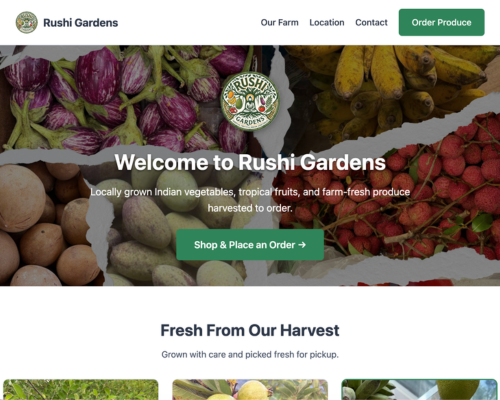 Rushi Gardens
Our Farm
Location
Contact
Order Produce
RUSHI
GARDENS
Welcome to Rushi Gardens
Locally grown Indian vegetables, tropical fruits, and farm-fresh produce
harvested to order.
Shop & Place an Order →
Fresh From Our Harvest
Grown with care and picked fresh for pickup.